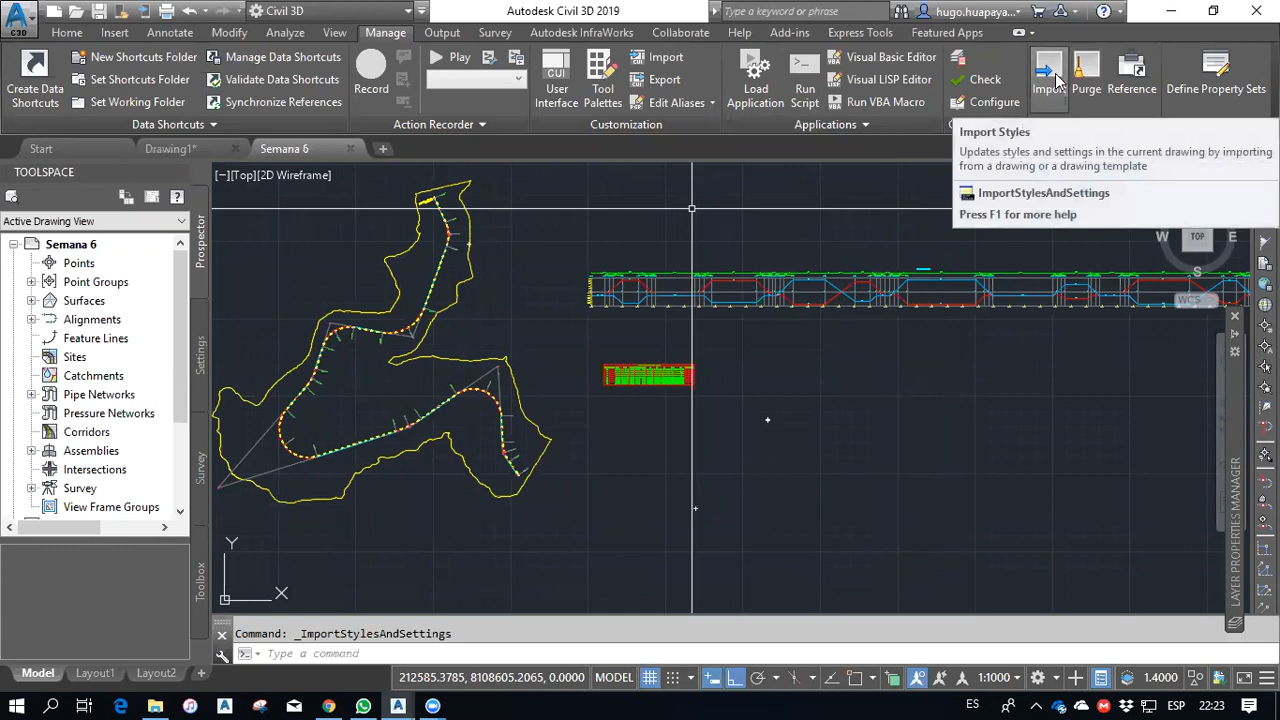 C3D
Civil 3D
Autodesk Civil 3D 2019
Type a keyword or phrase
hugo.huapaya...
Home Insert Annotate Modify Analyze View Manage Output Survey Autodesk InfraWorks Collaborate Help Add-ins Express Tools Featured Apps
Create Data
Shortcuts
New Shortcuts Folder
Set Shortcuts Folder
Set Working Folder
Manage Data Shortcuts
Validate Data Shortcuts
Synchronize References
Data Shortcuts
Record
Play
Action Recorder
User
Interface
Tool
Palettes
Import
Export
Edit Aliases
Customization
Load
Application
Run
Script
Visual Basic Editor
Visual LISP Editor
Run VBA Macro
Applications
Check
Configure
Import
Purge
Reference
Define Property Sets
Start
Drawing1*
Semana 6
Import Styles
Updates styles and settings in the current drawing by importing
from a drawing or a drawing template
ImportStylesAndSettings
Press F1 for more help
TOOLSPACE
Active Drawing View
Semana 6
Points
Point Groups
Surfaces
Alignments
Feature Lines
Sites
Catchments
Pipe Networks
Pressure Networks
Corridors
Assemblies
Intersections
Survey
View Frame Groups
Prospector
Settings
Survey
Toolbox
[−][Top][2D Wireframe]
W
TOP
E
S
WCS
LAYER PROPERTIES MANAGER
Y
X
Command: _ImportStylesAndSettings
Type a command
Model Layout1 Layout2
212585.3785, 8108605.2065, 0.0000 MODEL
1:1000
1.4000
ES
ESP
22:23